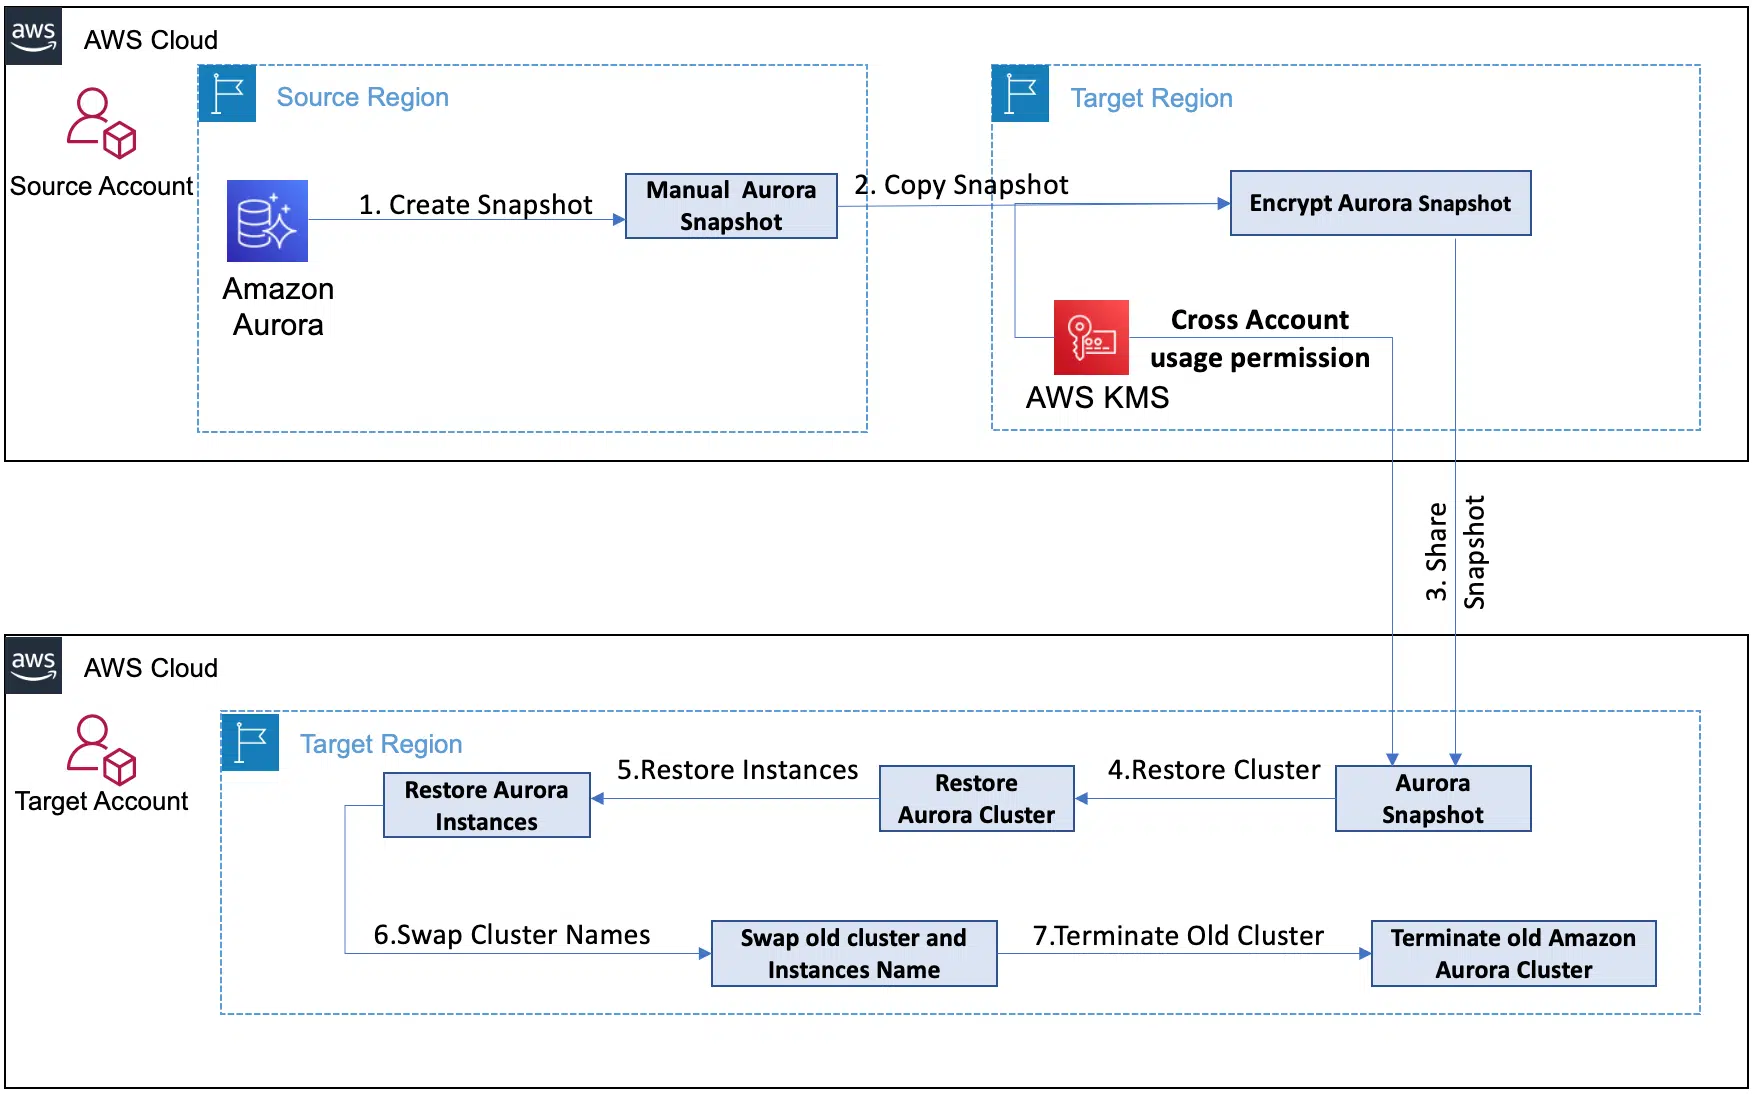 aws
AWS Cloud
Source Account
Source Region
Amazon
Aurora
1. Create Snapshot
Manual  Aurora
Snapshot
2. Copy Snapshot
Target Region
Encrypt Aurora Snapshot
Cross Account
usage permission
AWS KMS
3. Share
Snapshot
aws
AWS Cloud
Target Account
Target Region
Aurora
Snapshot
4.Restore Cluster
Restore
Aurora Cluster
5.Restore Instances
Restore Aurora
Instances
6.Swap Cluster Names
Swap old cluster and
Instances Name
7.Terminate Old Cluster
Terminate old Amazon
Aurora Cluster